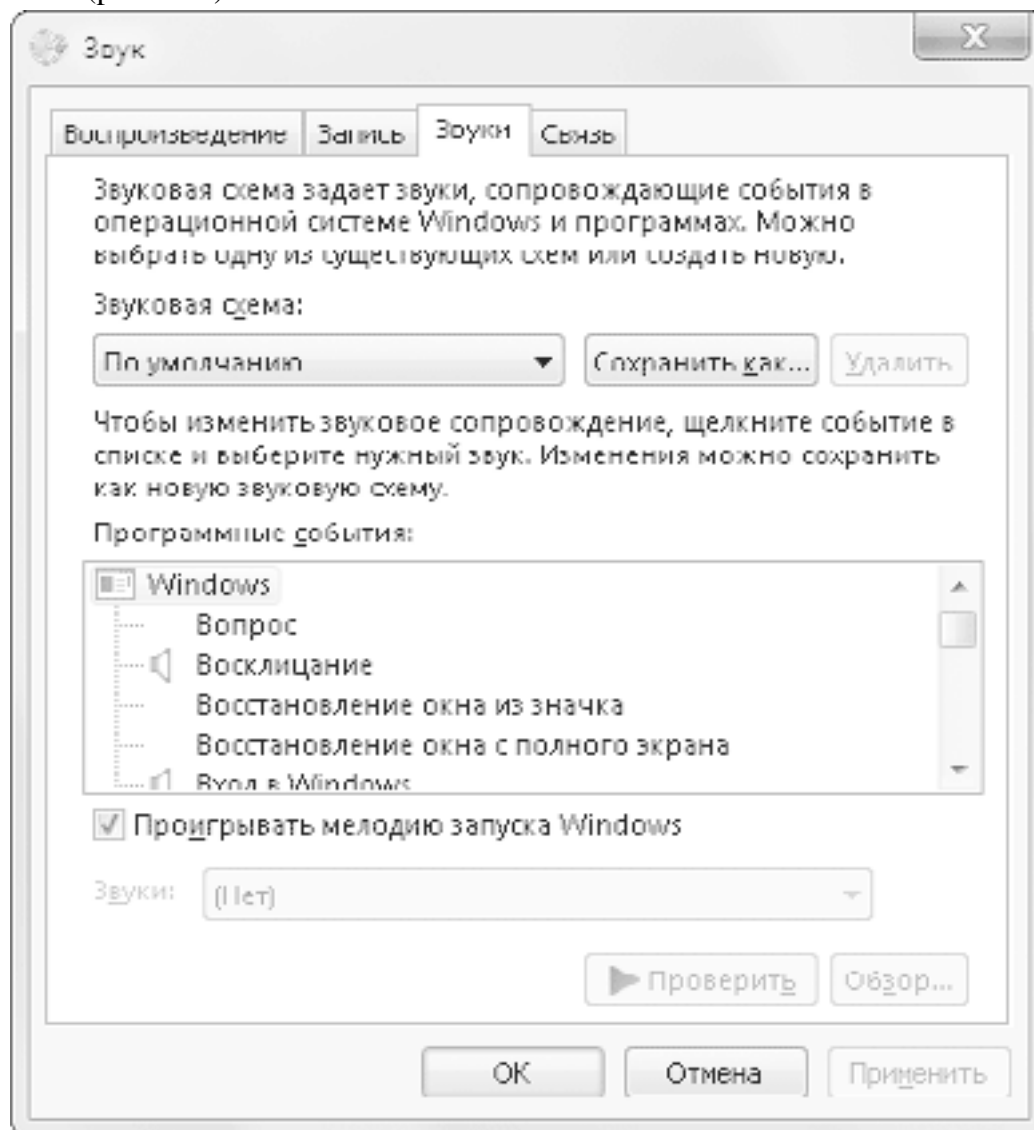 Звук
Воспроизведение Запись Звуки Связь
Звуковая схема задает звуки, сопровождающие события в
операционной системе Windows и программах. Можно
выбрать одну из существующих схем или создать новую.
Звуковая схема:
По умолчанию Сохранить как... Удалить
Чтобы изменить звуковое сопровождение, щелкните событие в
списке и выберите нужный звук. Изменения можно сохранить
как новую звуковую схему.
Программные события:
Windows
Вопрос
Восклицание
Восстановление окна из значка
Восстановление окна с полного экрана
Вход в Windows
Проигрывать мелодию запуска Windows
Звуки: (Нет)
Проверить Обзор...
ОК Отмена Применить